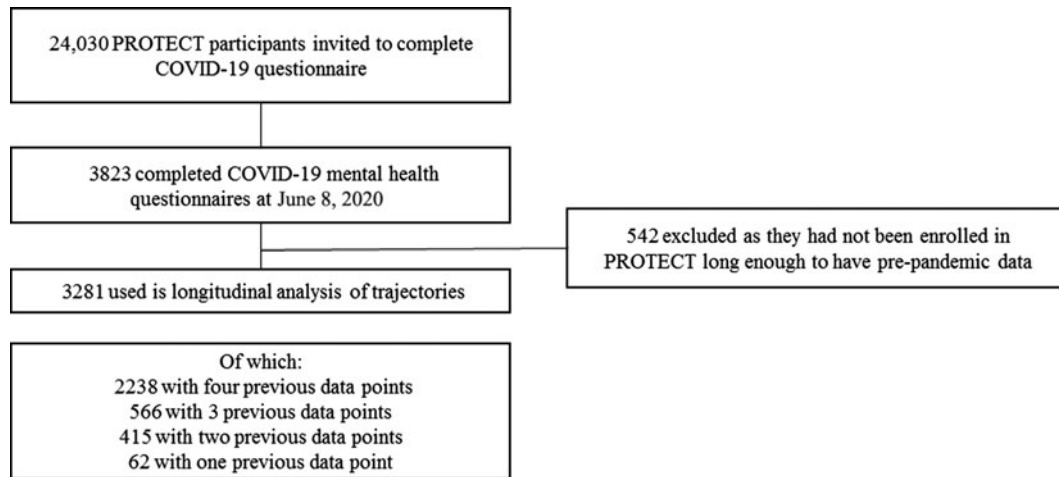 24,030 PROTECT participants invited to complete
COVID-19 questionnaire
3823 completed COVID-19 mental health
questionnaires at June 8, 2020
542 excluded as they had not been enrolled in
PROTECT long enough to have pre-pandemic data
3281 used is longitudinal analysis of trajectories
Of which:
2238 with four previous data points
566 with 3 previous data points
415 with two previous data points
62 with one previous data point